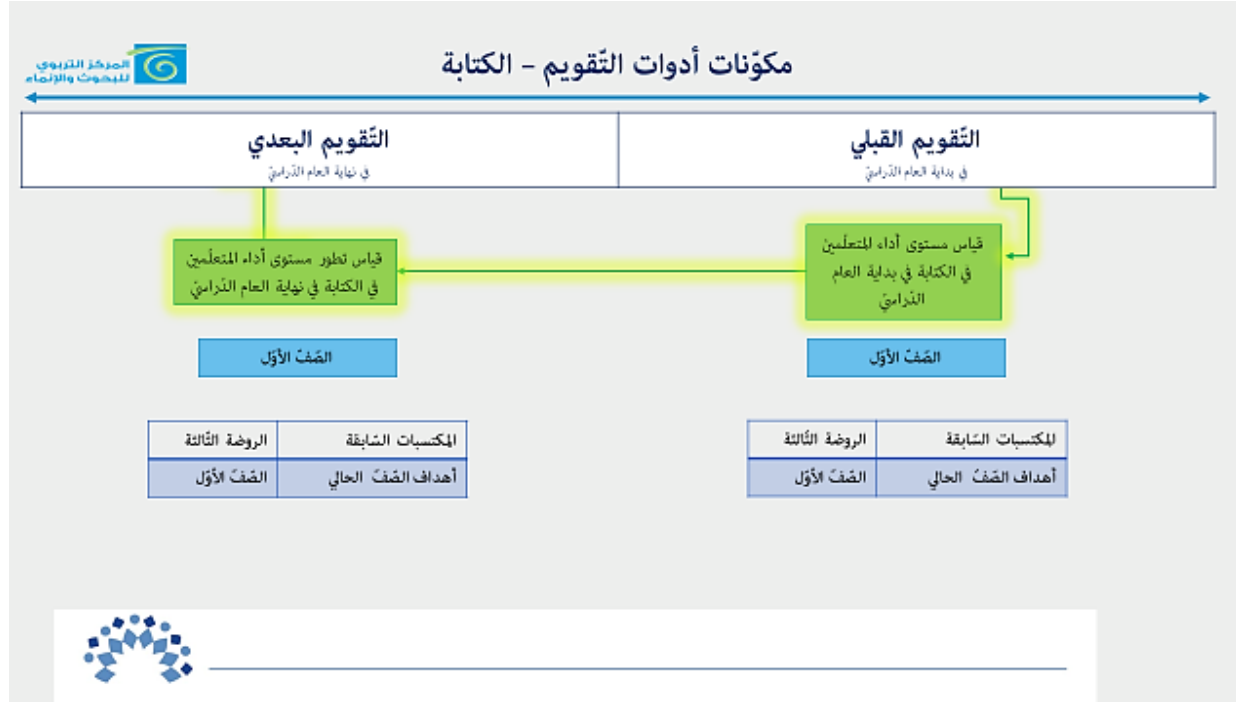 مكوّنات أدوات التّقويم – الكتابة
المركز التربوي
للبحوث والإنماء
التّقويم القبلي
في بداية العام الدّراسيّ
التّقويم البعدي
في نهاية العام الدّراسيّ
قياس مستوى أداء المتعلّمين
في الكتابة في بداية العام
الدّراسيّ
قياس تطور مستوى أداء المتعلّمين
في الكتابة في نهاية العام الدّراسيّ
الصّفّ الأوّل
الصّفّ الأوّل
المكتسبات السّابقة الروضة الثّالثة
أهداف الصّفّ الحالي الصّفّ الأوّل
المكتسبات السّابقة الروضة الثّالثة
أهداف الصّفّ الحالي الصّفّ الأوّل